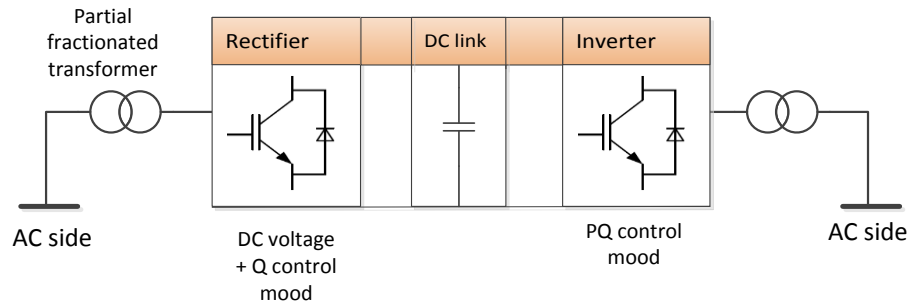 Partial
fractionated
transformer
Rectifier
DC link
Inverter
AC side
DC voltage
+ Q control
mood
PQ control
mood
AC side